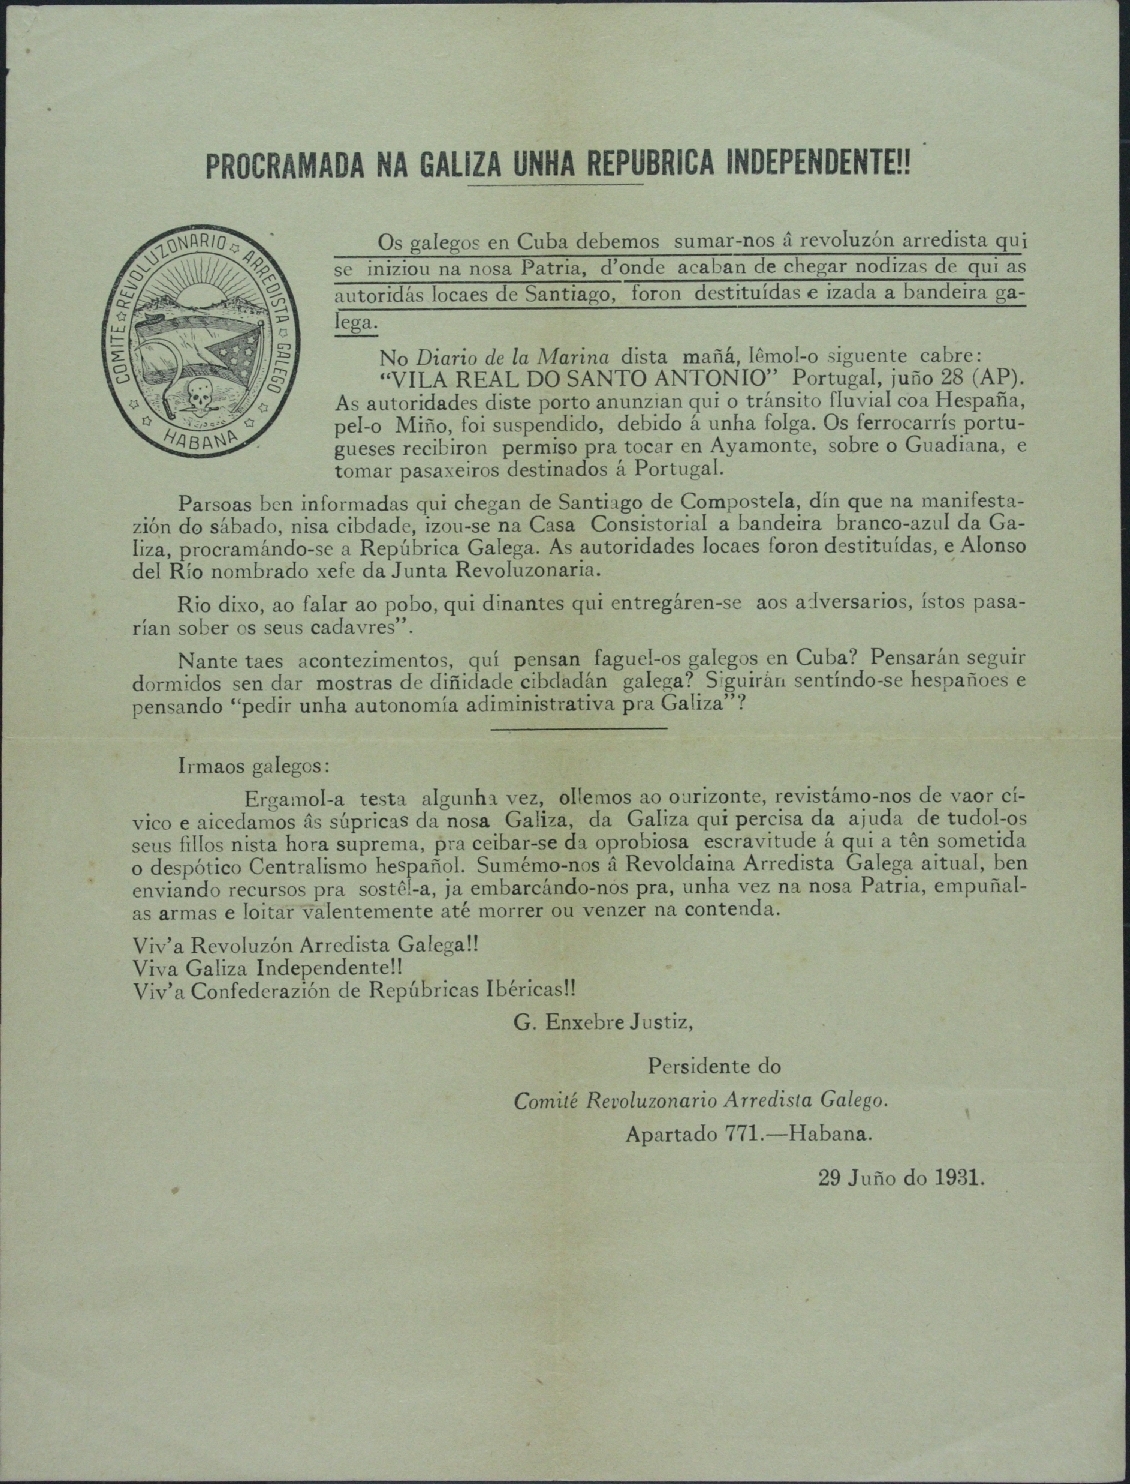 PROCRAMADA NA GALIZA UNHA REPUBRICA INDEPENDENTE!!
COMITE REVOLUZONARIO ARREDISTA GALEGO
HABANA
Os galegos en Cuba debemos sumar-nos â revoluzón arredista qui
se iniziou na nosa Patria, d'onde acaban de chegar nodizas de qui as
autoridás locaes de Santiago, foron destituídas e izada a bandeira ga-
lega.
No Diario de la Marina dista mañá, lêmol-o siguente cabre:
“VILA REAL DO SANTO ANTONIO” Portugal, juño 28 (AP).
As autoridades diste porto anunzian qui o tránsito fluvial coa Hespaña,
pel-o Miño, foi suspendido, debido á unha folga. Os ferrocarrís portu-
gueses recibiron permiso pra tocar en Ayamonte, sobre o Guadiana, e
tomar pasaxeiros destinados á Portugal.
Parsoas ben informadas qui chegan de Santiago de Compostela, dín que na manifesta-
zión do sábado, nisa cibdade, izou-se na Casa Consistorial a bandeira branco-azul da Ga-
liza, procramándo-se a Repúbrica Galega. As autoridades locaes foron destituídas, e Alonso
del Río nombrado xefe da Junta Revoluzonaria.
Rio dixo, ao falar ao pobo, qui dinantes qui entregáren-se aos adversarios, ístos pasa-
rían sober os seus cadavres”.
Nante taes acontezimentos, quí pensan faguel-os galegos en Cuba? Pensarán seguir
dormidos sen dar mostras de diñidade cibdadán galega? Siguirán sentíndo-se hespañoes e
pensando “pedir unha autonomía adiministrativa pra Galiza”?
Irmaos galegos:
Ergamol-a testa algunha vez, ollemos ao ourizonte, revistámo-nos de vaor cí-
vico e aicedamos âs súpricas da nosa Galiza, da Galiza qui percisa da ajuda de tudol-os
seus fillos nista hora suprema, pra ceibar-se da oprobiosa escravitude á qui a tên sometida
o despótico Centralismo hespañol. Sumémo-nos â Revoldaina Arredista Galega aitual, ben
enviando recursos pra sostêl-a, ja embarcándo-nos pra, unha vez na nosa Patria, empuñal-
as armas e loitar valentemente até morrer ou venzer na contenda.
Viv'a Revoluzón Arredista Galega!!
Viva Galiza Independente!!
Viv'a Confederazión de Repúbricas Ibéricas!!
G. Enxebre Justiz,
Persidente do
Comité Revoluzonario Arredista Galego.
Apartado 771.—Habana.
29 Juño do 1931.